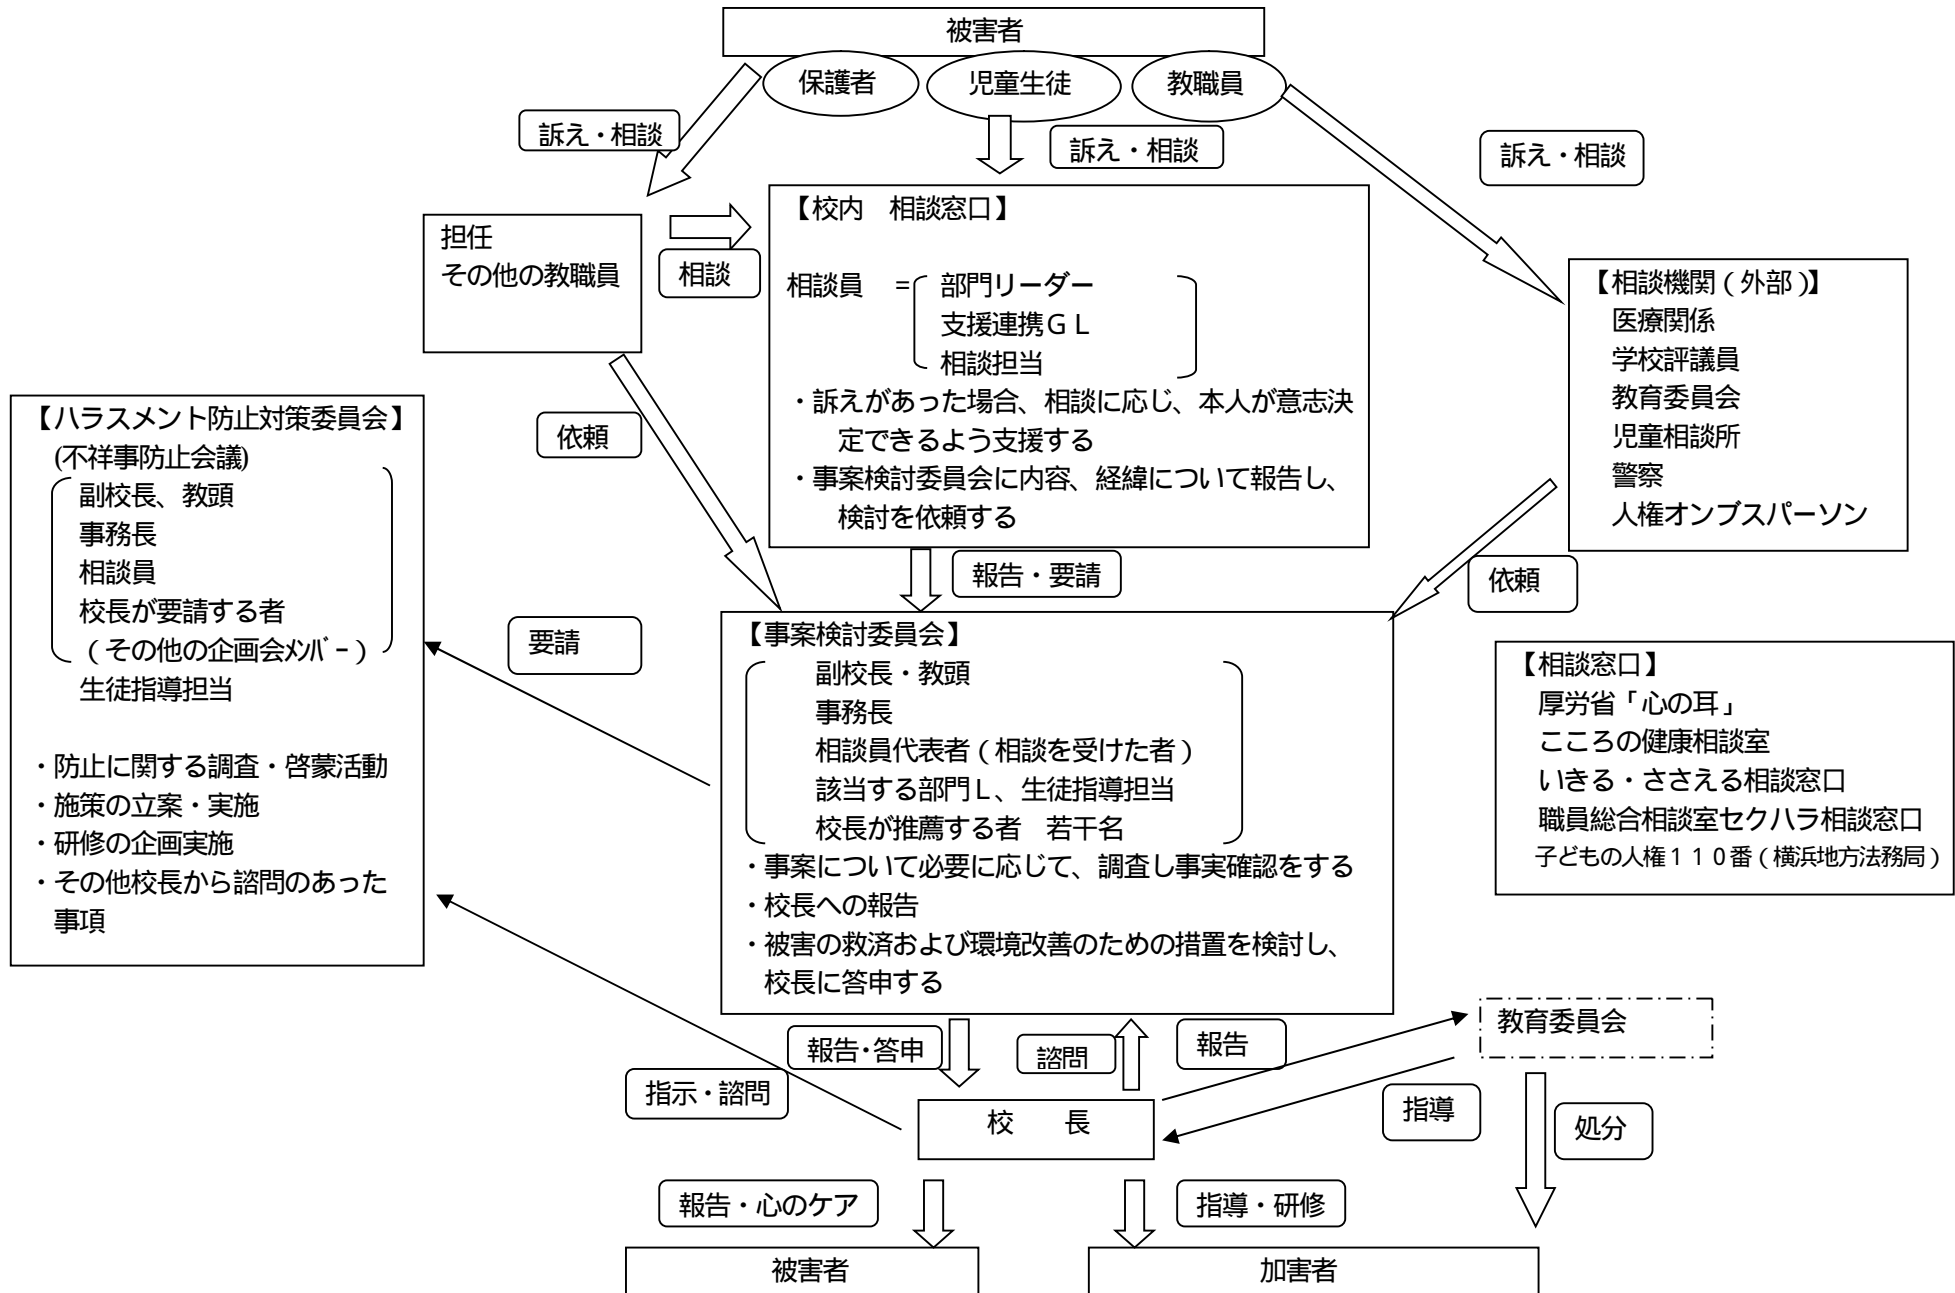 被害者
保護者
児童生徒
教職員
訴え・相談
訴え・相談
訴え・相談
担任
その他の教職員
相談
【校内　相談窓口】
相談員　=　部門リーダー
支援連携ＧＬ
相談担当
・訴えがあった場合、相談に応じ、本人が意志決
定できるよう支援する
・事案検討委員会に内容、経緯について報告し、
検討を依頼する
【相談機関（外部）】
医療関係
学校評議員
教育委員会
児童相談所
警察
人権オンブスパーソン
依頼
報告・要請
依頼
【ハラスメント防止対策委員会】
(不祥事防止会議)
副校長、教頭
事務長
相談員
校長が要請する者
（その他の企画会ﾒﾝﾊﾞｰ）
生徒指導担当
・防止に関する調査・啓蒙活動
・施策の立案・実施
・研修の企画実施
・その他校長から諮問のあった
事項
要請
【事案検討委員会】
副校長・教頭
事務長
相談員代表者（相談を受けた者）
該当する部門Ｌ、生徒指導担当
校長が推薦する者　若干名
・事案について必要に応じて、調査し事実確認をする
・校長への報告
・被害の救済および環境改善のための措置を検討し、
校長に答申する
【相談窓口】
厚労省「心の耳」
こころの健康相談室
いきる・ささえる相談窓口
職員総合相談室セクハラ相談窓口
子どもの人権１１０番（横浜地方法務局）
報告・答申
諮問
報告
教育委員会
指示・諮問
校　　長
指導
処分
報告・心のケア
指導・研修
被害者
加害者